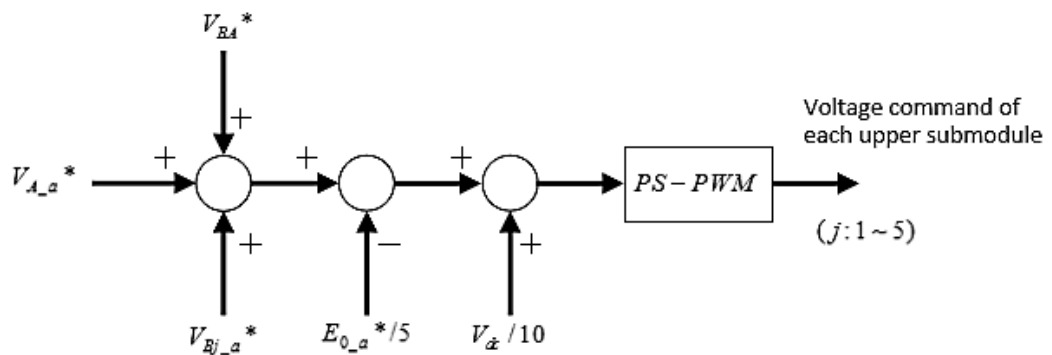 V_BA*
+
V_A_a*
+
+
V_Bj_a*
+
−
E_0_a*/5
+
+
V_dc/10
PS−PWM
Voltage command of
each upper submodule
(j:1~5)